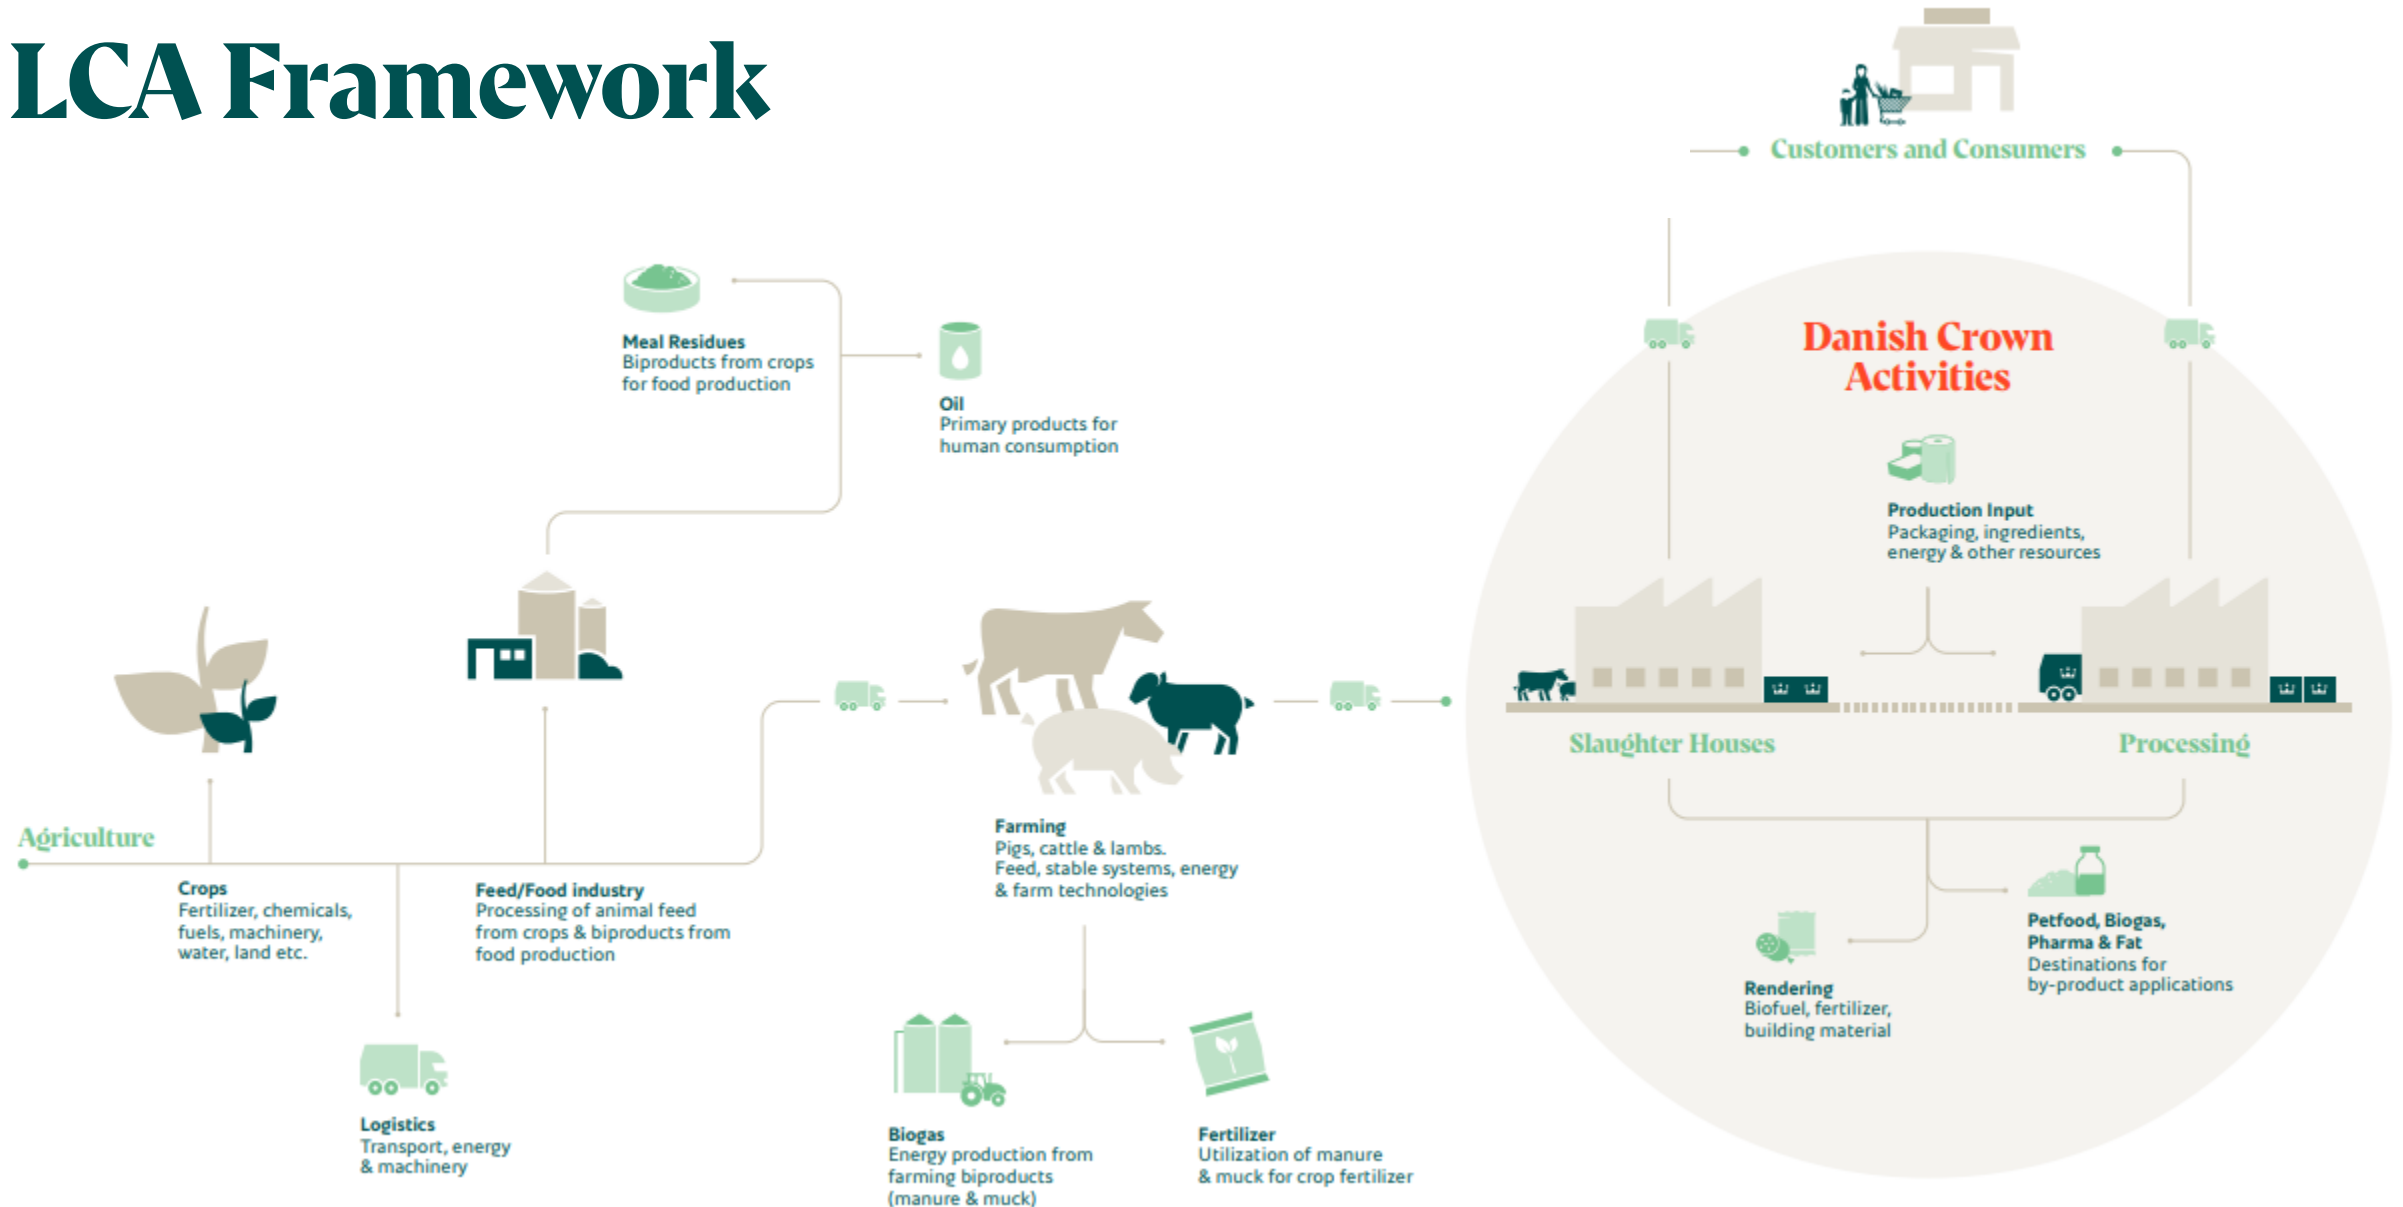 LCA Framework
Customers and Consumers
Meal Residues
Biproducts from crops
for food production
Oil
Primary products for
human consumption
Danish Crown
Activities
Production Input
Packaging, ingredients,
energy & other resources
Slaughter Houses
Processing
Agriculture
Crops
Fertilizer, chemicals,
fuels, machinery,
water, land etc.
Feed/Food industry
Processing of animal feed
from crops & biproducts from
food production
Logistics
Transport, energy
& machinery
Farming
Pigs, cattle & lambs.
Feed, stable systems, energy
& farm technologies
Biogas
Energy production from
farming biproducts
(manure & muck)
Fertilizer
Utilization of manure
& muck for crop fertilizer
Rendering
Biofuel, fertilizer,
building material
Petfood, Biogas,
Pharma & Fat
Destinations for
by-product applications